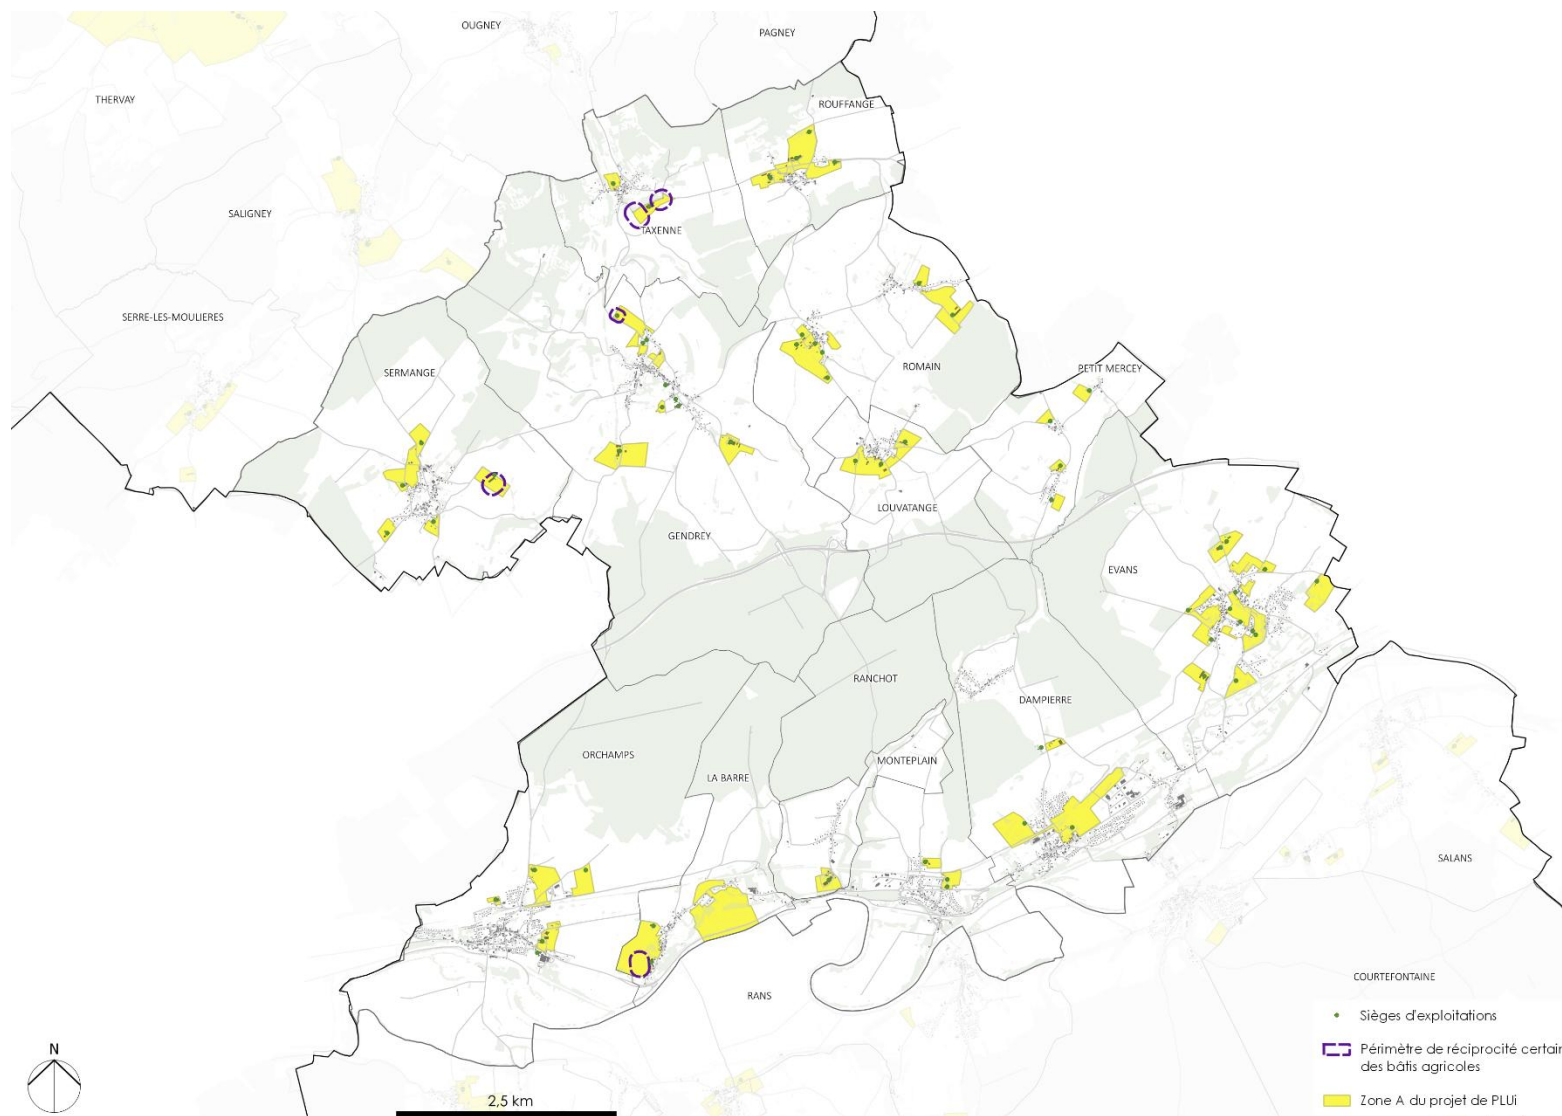 OUGNEY
PAGNEY
THERVAY
ROUFFANGE
SALIGNEY
TAXENNE
SERRE-LES-MOULIERES
SERMANGE
ROMAIN
PETIT MERCEY
LOUVATANGE
GENDREY
EVANS
RANCHOT
DAMPIERRE
ORCHAMPS
MONTEPLAIN
LA BARRE
SALANS
COURTEFONTAINE
RANS
Sièges d'exploitations
Périmètre de réciprocité certain
des bâtis agricoles
Zone A du projet de PLUi
N
2,5 km